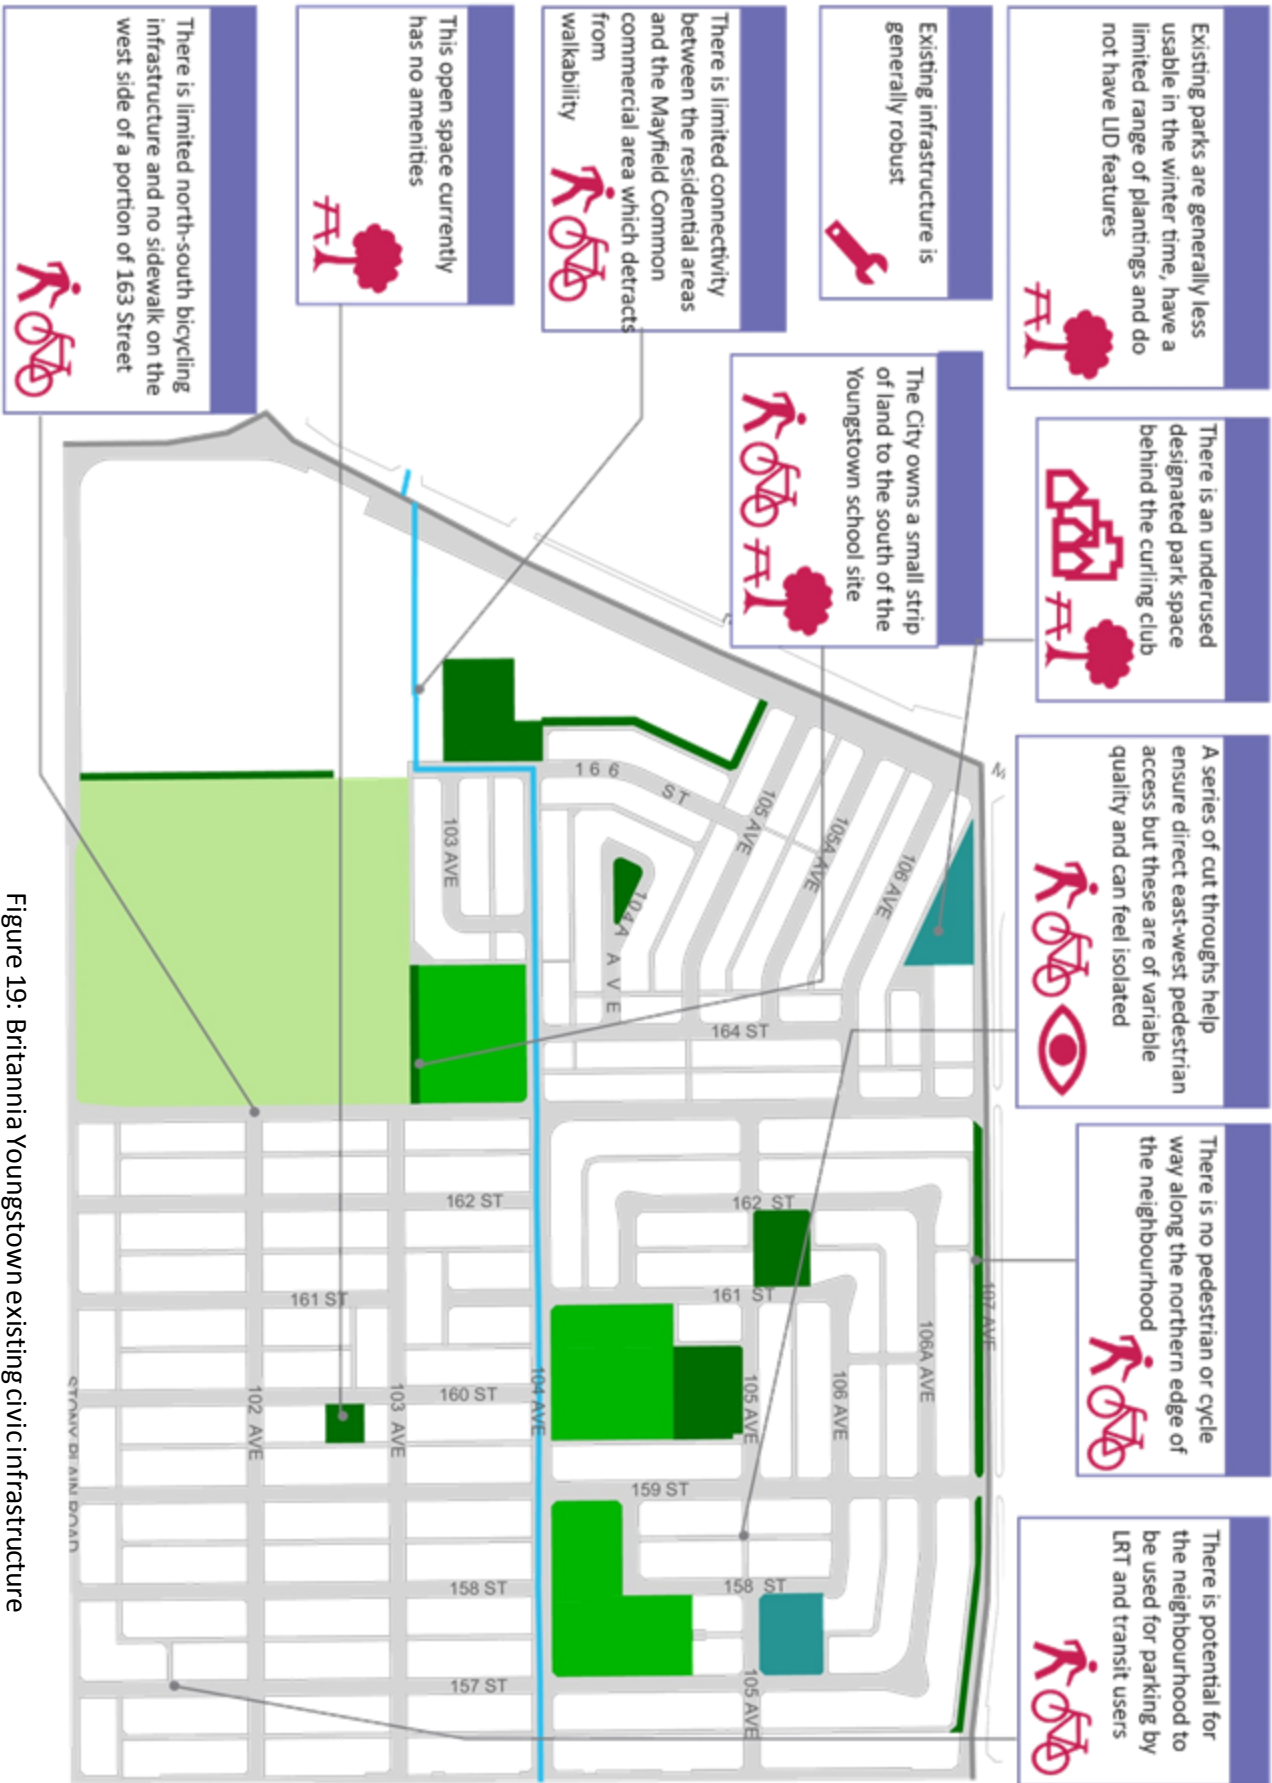 There is limited north-south bicycling
infrastructure and no sidewalk on the
west side of a portion of 163 Street
This open space currently
has no amenities
There is limited connectivity
between the residential areas
and the Mayfield Common
commercial area which detracts
from
walkability
Existing infrastructure is
generally robust
Existing parks are generally less
usable in the winter time, have a
limited range of plantings and do
not have LID features
The City owns a small strip
of land to the south of the
Youngstown school site
There is an underused
designated park space
behind the curling club
A series of cut throughs help
ensure direct east-west pedestrian
access but these are of variable
quality and can feel isolated
There is no pedestrian or cycle
way along the northern edge of
the neighbourhood
There is potential for
the neighbourhood to
be used for parking by
LRT and transit users
166 ST
105 AVE
105A AVE
106 AVE
103 AVE
104A AVE
164 ST
162 ST
162 ST
161 ST
161 ST
107 AVE
106A AVE
106 AVE
105 AVE
104 AVE
103 AVE
102 AVE
STONY PLAIN ROAD
160 ST
159 ST
158 ST
158 ST
157 ST
105 AVE
Figure 19: Britannia Youngstown existing civic infrastructure